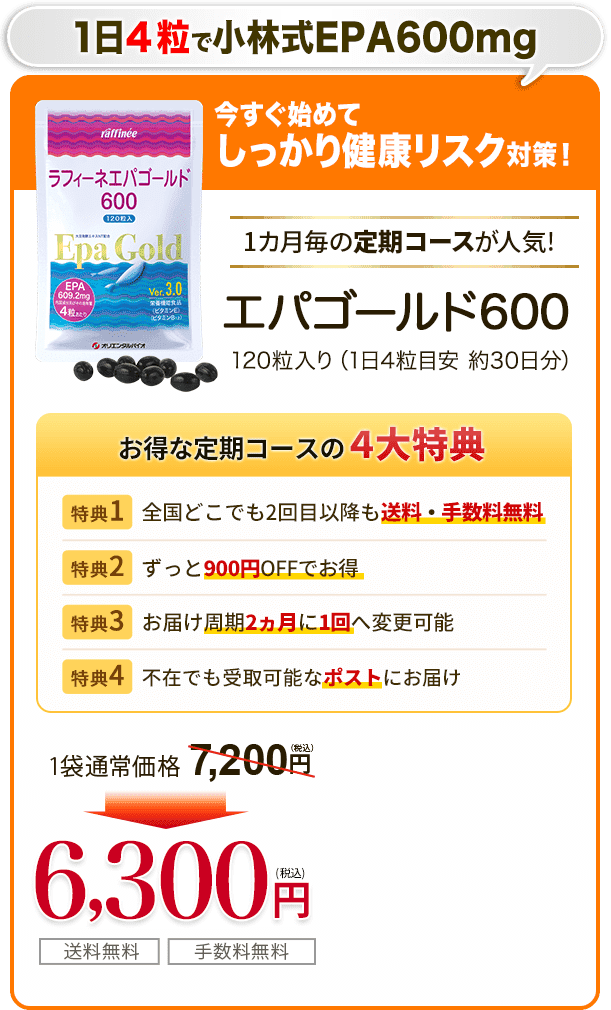 1日4粒で小林式EPA600mg
今すぐ始めて
しっかり健康リスク対策！
raffinée
ラフィーネエパゴールド
600
120粒入
Epa Gold
Ver.3.0
EPA
609.2mg
4粒あたり
栄養機能食品
(ビタミンE)
オリエンタルバイオ
1カ月毎の定期コースが人気！
エパゴールド600
120粒入り（1日4粒目安 約30日分）
お得な定期コースの4大特典
特典1 全国どこでも2回目以降も送料・手数料無料
特典2 ずっと900円OFFでお得
特典3 お届け周期2ヵ月に1回へ変更可能
特典4 不在でも受取可能なポストにお届け
1袋通常価格 7,200円(税込)
6,300円(税込)
送料無料 手数料無料